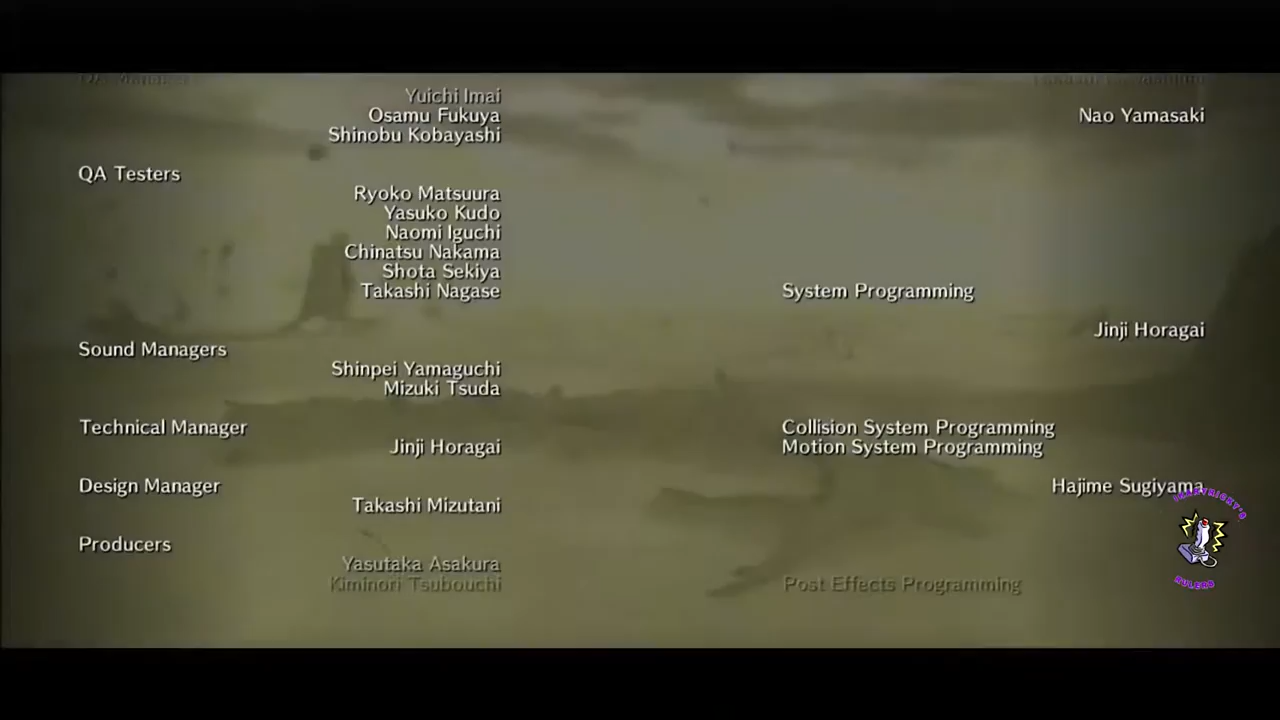 Yuichi Imai
Osamu Fukuya
Shinobu Kobayashi
QA Testers
Ryoko Matsuura
Yasuko Kudo
Naomi Iguchi
Chinatsu Nakama
Shota Sekiya
Takashi Nagase
Sound Managers
Shinpei Yamaguchi
Mizuki Tsuda
Technical Manager
Jinji Horagai
Design Manager
Takashi Mizutani
Producers
Yasutaka Asakura
Kiminori Tsubouchi
Nao Yamasaki
System Programming
Jinji Horagai
Collision System Programming
Motion System Programming
Hajime Sugiyama
Post Effects Programming
RULERS